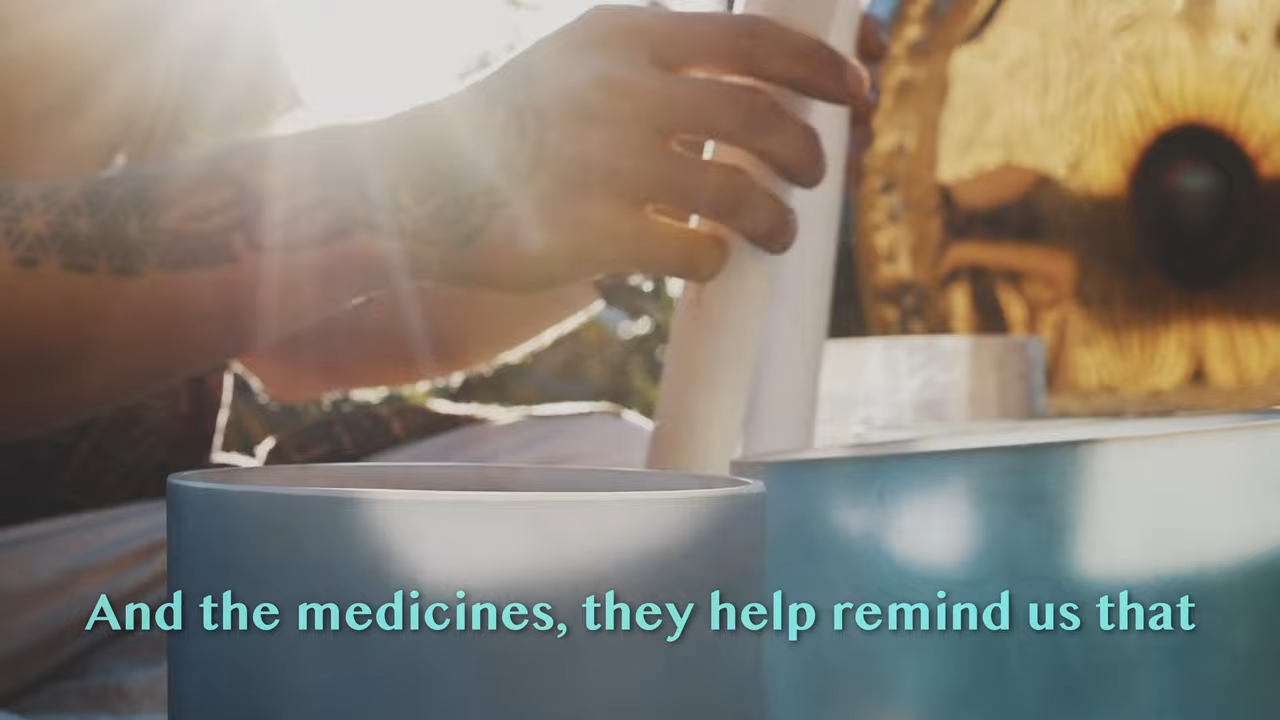 And the medicines, they help remind us that